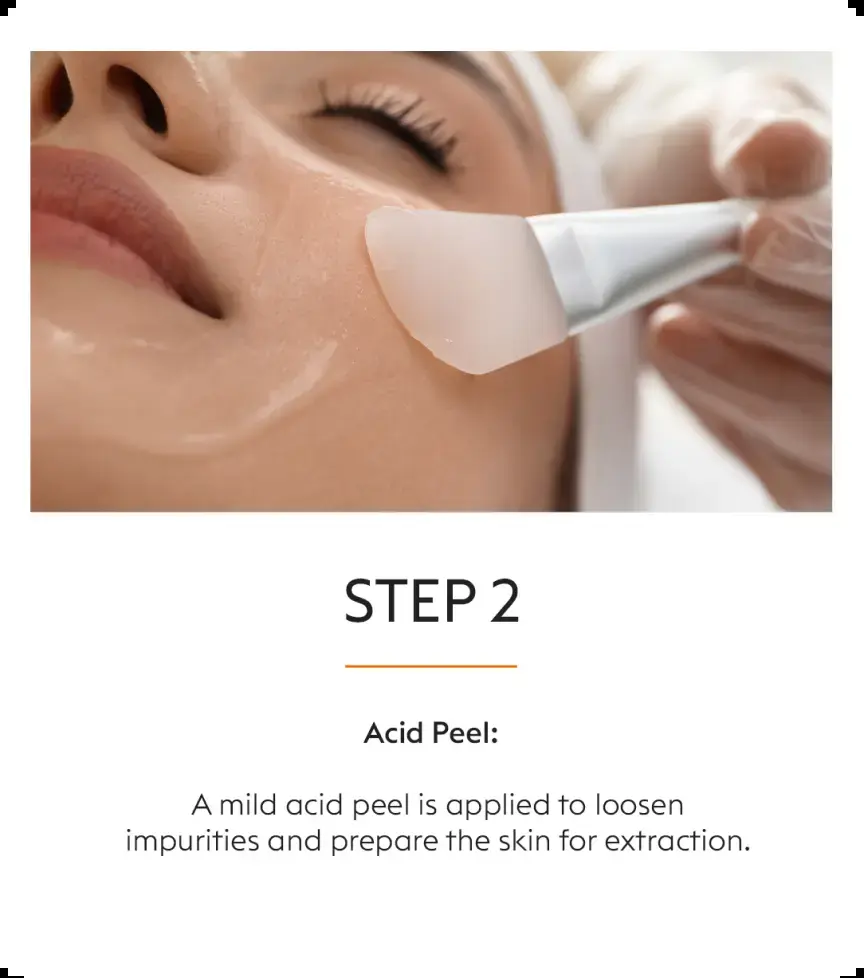 STEP 2
Acid Peel:
A mild acid peel is applied to loosen
impurities and prepare the skin for extraction.